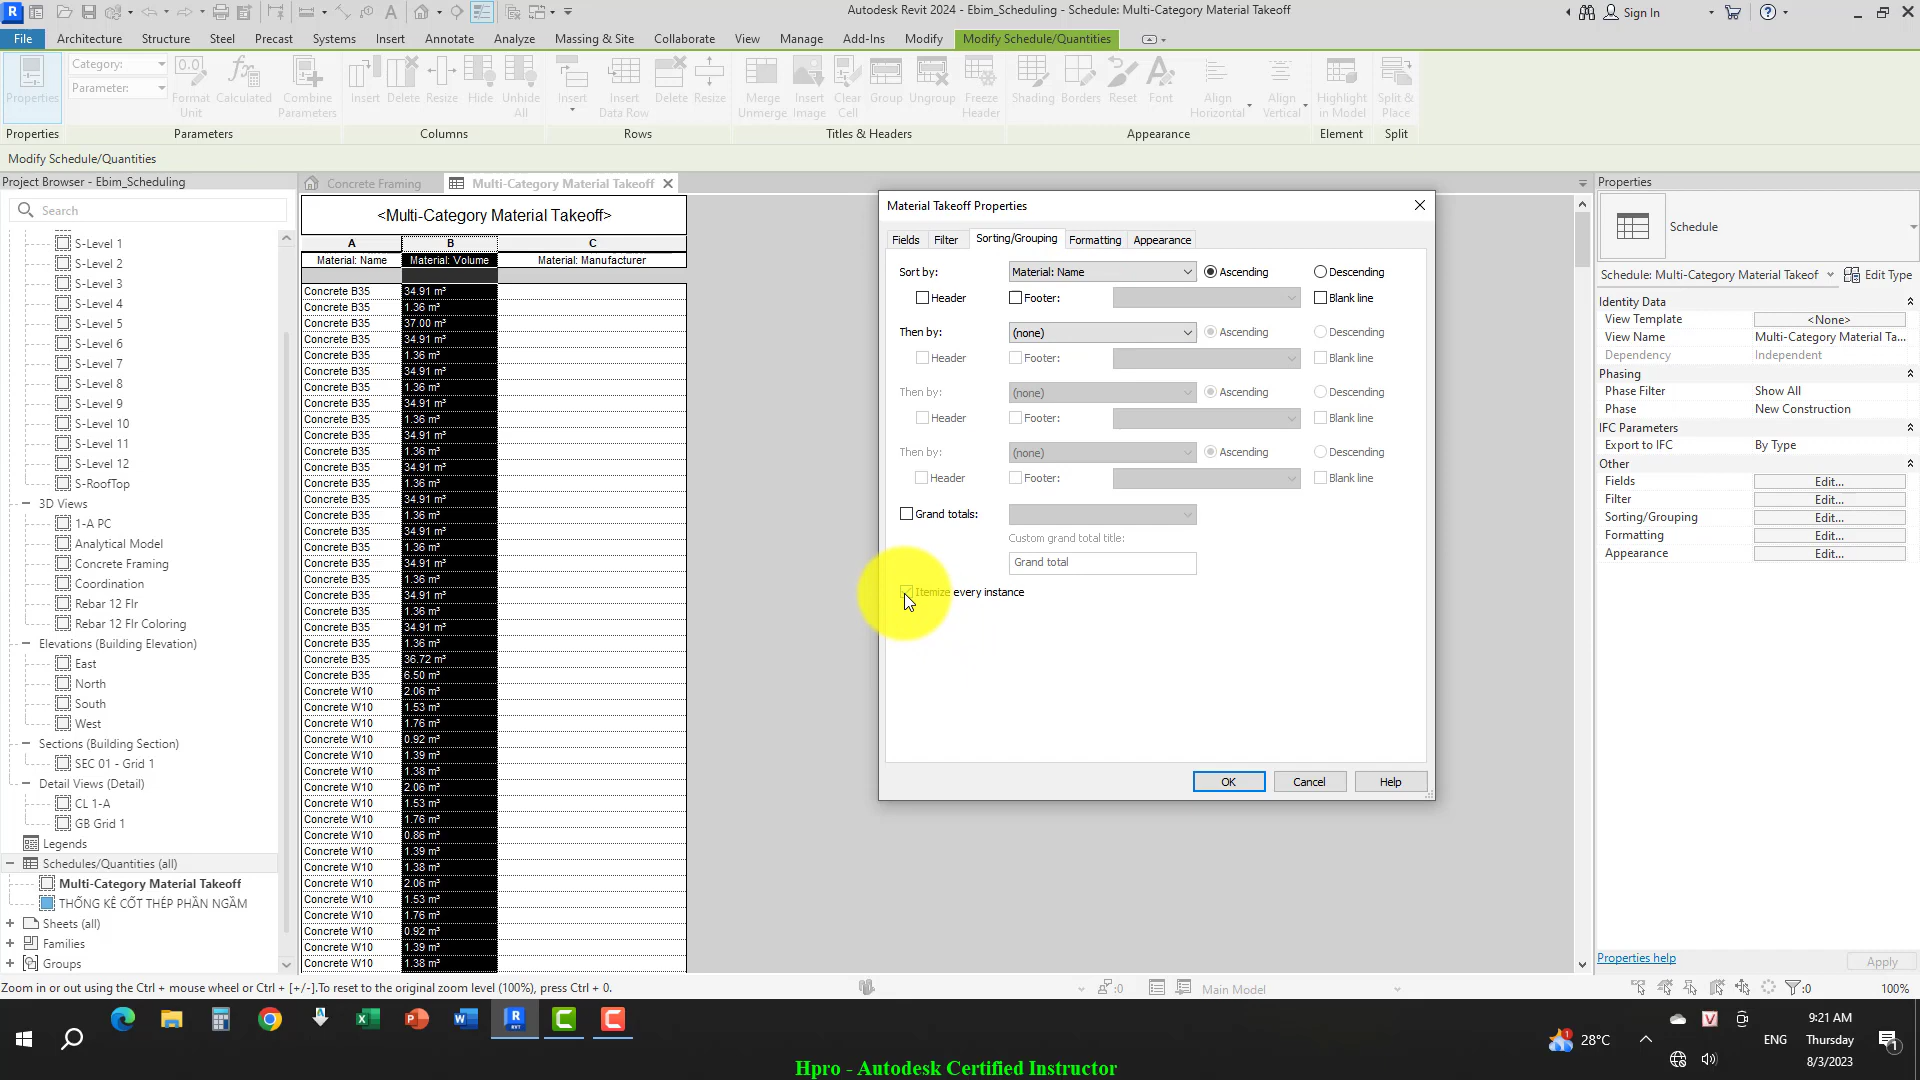 Autodesk Revit 2024 - Ebim_Scheduling - Schedule: Multi-Category Material Takeoff
Sign In
File Architecture Structure Steel Precast Systems Insert Annotate Analyze Massing & Site Collaborate View Manage Add-Ins Modify Modify Schedule/Quantities
Properties
Category:
Parameter:
Format Unit
Calculated
Combine Parameters
Insert Delete Resize Hide Unhide All
Insert
Insert Data Row
Delete Resize
Merge Unmerge
Insert Image
Clear Cell
Group Ungroup
Freeze Header
Shading Borders Reset Font
Align Horizontal
Align Vertical
Highlight in Model
Split & Place
Properties Parameters Columns Rows Titles & Headers Appearance Element Split
Modify Schedule/Quantities
Project Browser - Ebim_Scheduling
Search
S-Level 1
S-Level 2
S-Level 3
S-Level 4
S-Level 5
S-Level 6
S-Level 7
S-Level 8
S-Level 9
S-Level 10
S-Level 11
S-Level 12
S-RoofTop
3D Views
1-A PC
Analytical Model
Concrete Framing
Coordination
Rebar 12 Flr
Rebar 12 Flr Coloring
Elevations (Building Elevation)
East
North
South
West
Sections (Building Section)
SEC 01 - Grid 1
Detail Views (Detail)
CL 1-A
GB Grid 1
Legends
Schedules/Quantities (all)
Multi-Category Material Takeoff
THỐNG KÊ CỐT THÉP PHẦN NGẦM
Sheets (all)
Families
Groups
Concrete Framing
Multi-Category Material Takeoff
<Multi-Category Material Takeoff>
A B C
Material: Name Material: Volume Material: Manufacturer
Concrete B35 34.91 m³
Concrete B35 1.36 m³
Concrete B35 37.00 m³
Concrete B35 34.91 m³
Concrete B35 1.36 m³
Concrete B35 34.91 m³
Concrete B35 1.36 m³
Concrete B35 34.91 m³
Concrete B35 1.36 m³
Concrete B35 34.91 m³
Concrete B35 1.36 m³
Concrete B35 34.91 m³
Concrete B35 1.36 m³
Concrete B35 34.91 m³
Concrete B35 1.36 m³
Concrete B35 34.91 m³
Concrete B35 1.36 m³
Concrete B35 34.91 m³
Concrete B35 1.36 m³
Concrete B35 34.91 m³
Concrete B35 1.36 m³
Concrete B35 34.91 m³
Concrete B35 1.36 m³
Concrete B35 36.72 m³
Concrete B35 6.50 m³
Concrete W10 2.06 m³
Concrete W10 1.53 m³
Concrete W10 1.76 m³
Concrete W10 0.92 m³
Concrete W10 1.39 m³
Concrete W10 1.38 m³
Concrete W10 2.06 m³
Concrete W10 1.53 m³
Concrete W10 1.76 m³
Concrete W10 0.86 m³
Concrete W10 1.39 m³
Concrete W10 1.38 m³
Concrete W10 2.06 m³
Concrete W10 1.53 m³
Concrete W10 1.76 m³
Concrete W10 0.92 m³
Concrete W10 1.39 m³
Concrete W10 1.38 m³
Material Takeoff Properties
Fields Filter Sorting/Grouping Formatting Appearance
Sort by: Material: Name Ascending Descending
Header Footer: Blank line
Then by: (none) Ascending Descending
Header Footer: Blank line
Then by: (none) Ascending Descending
Header Footer: Blank line
Then by: (none) Ascending Descending
Header Footer: Blank line
Grand totals:
Custom grand total title:
Grand total
Itemize every instance
OK Cancel Help
Properties
Schedule
Schedule: Multi-Category Material Takeof Edit Type
Identity Data
View Template <None>
View Name Multi-Category Material Ta...
Dependency Independent
Phasing
Phase Filter Show All
Phase New Construction
IFC Parameters
Export to IFC By Type
Other
Fields Edit...
Filter Edit...
Sorting/Grouping Edit...
Formatting Edit...
Appearance Edit...
Properties help Apply
Zoom in or out using the Ctrl + mouse wheel or Ctrl + [+/-].To reset to the original zoom level (100%), press Ctrl + 0.
:0
Main Model
:0
100%
28°C
ENG
9:21 AM
Thursday
8/3/2023
Hpro - Autodesk Certified Instructor